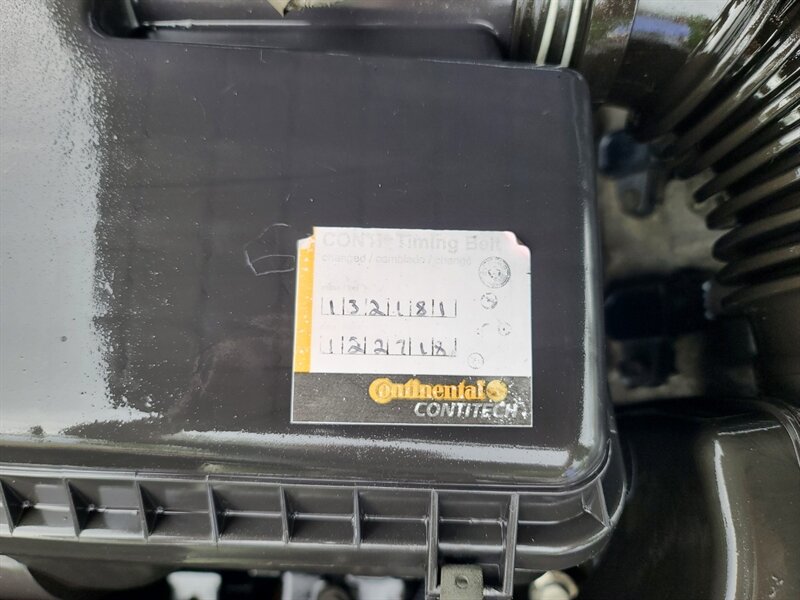 CONTI® Timing Belt
changed / cambiado / changé
132181
122718
Continental
CONTITECH